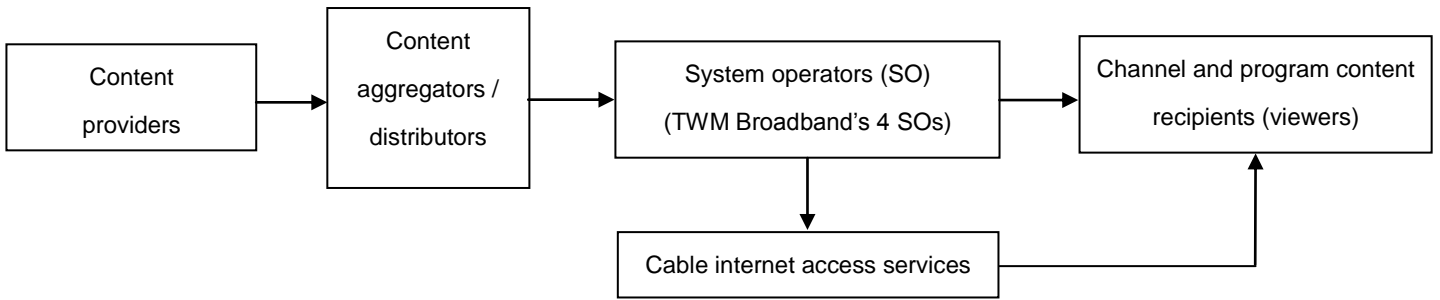 Content
providers
Content
aggregators /
distributors
System operators (SO)
(TWM Broadband’s 4 SOs)
Channel and program content
recipients (viewers)
Cable internet access services